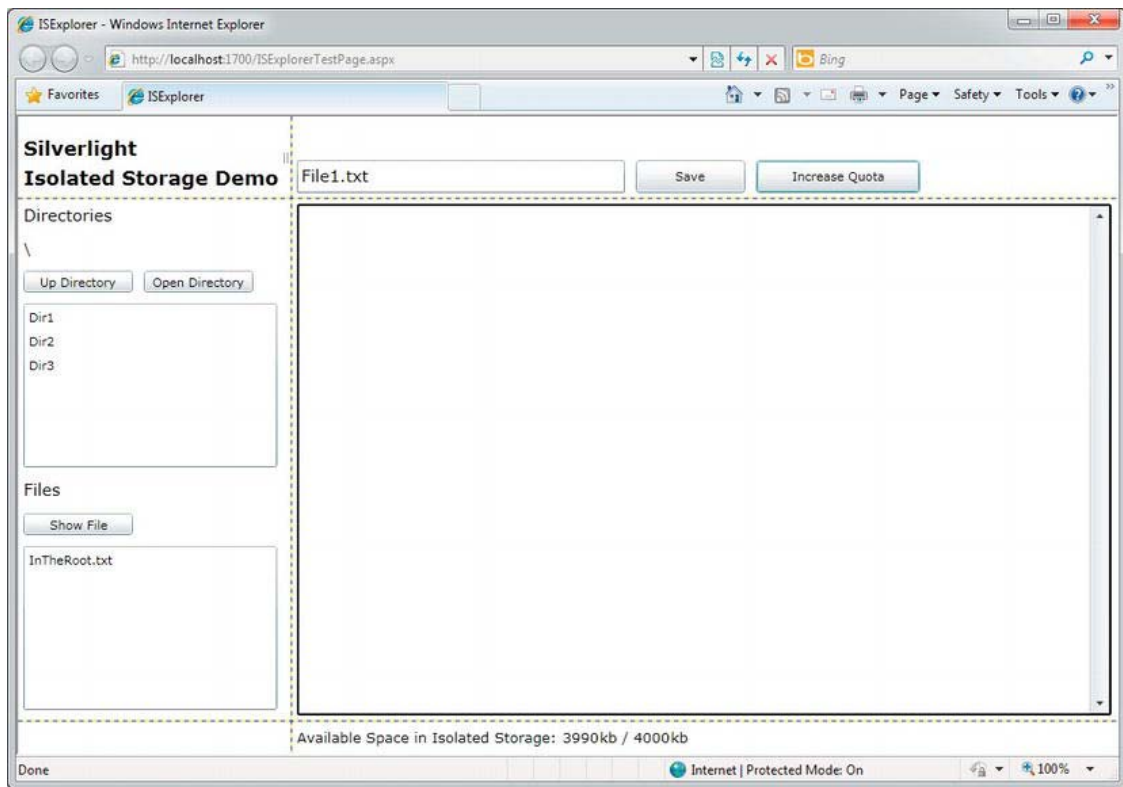 ISExplorer - Windows Internet Explorer
http://localhost:1700/ISExplorerTestPage.aspx
Bing
Favorites
ISExplorer
Page
Safety
Tools
Silverlight
Isolated Storage Demo
File1.txt
Save
Increase Quota
Directories
\
Up Directory
Open Directory
Dir1
Dir2
Dir3
Files
Show File
InTheRoot.txt
Available Space in Isolated Storage: 3990kb / 4000kb
Done
Internet | Protected Mode: On
100%